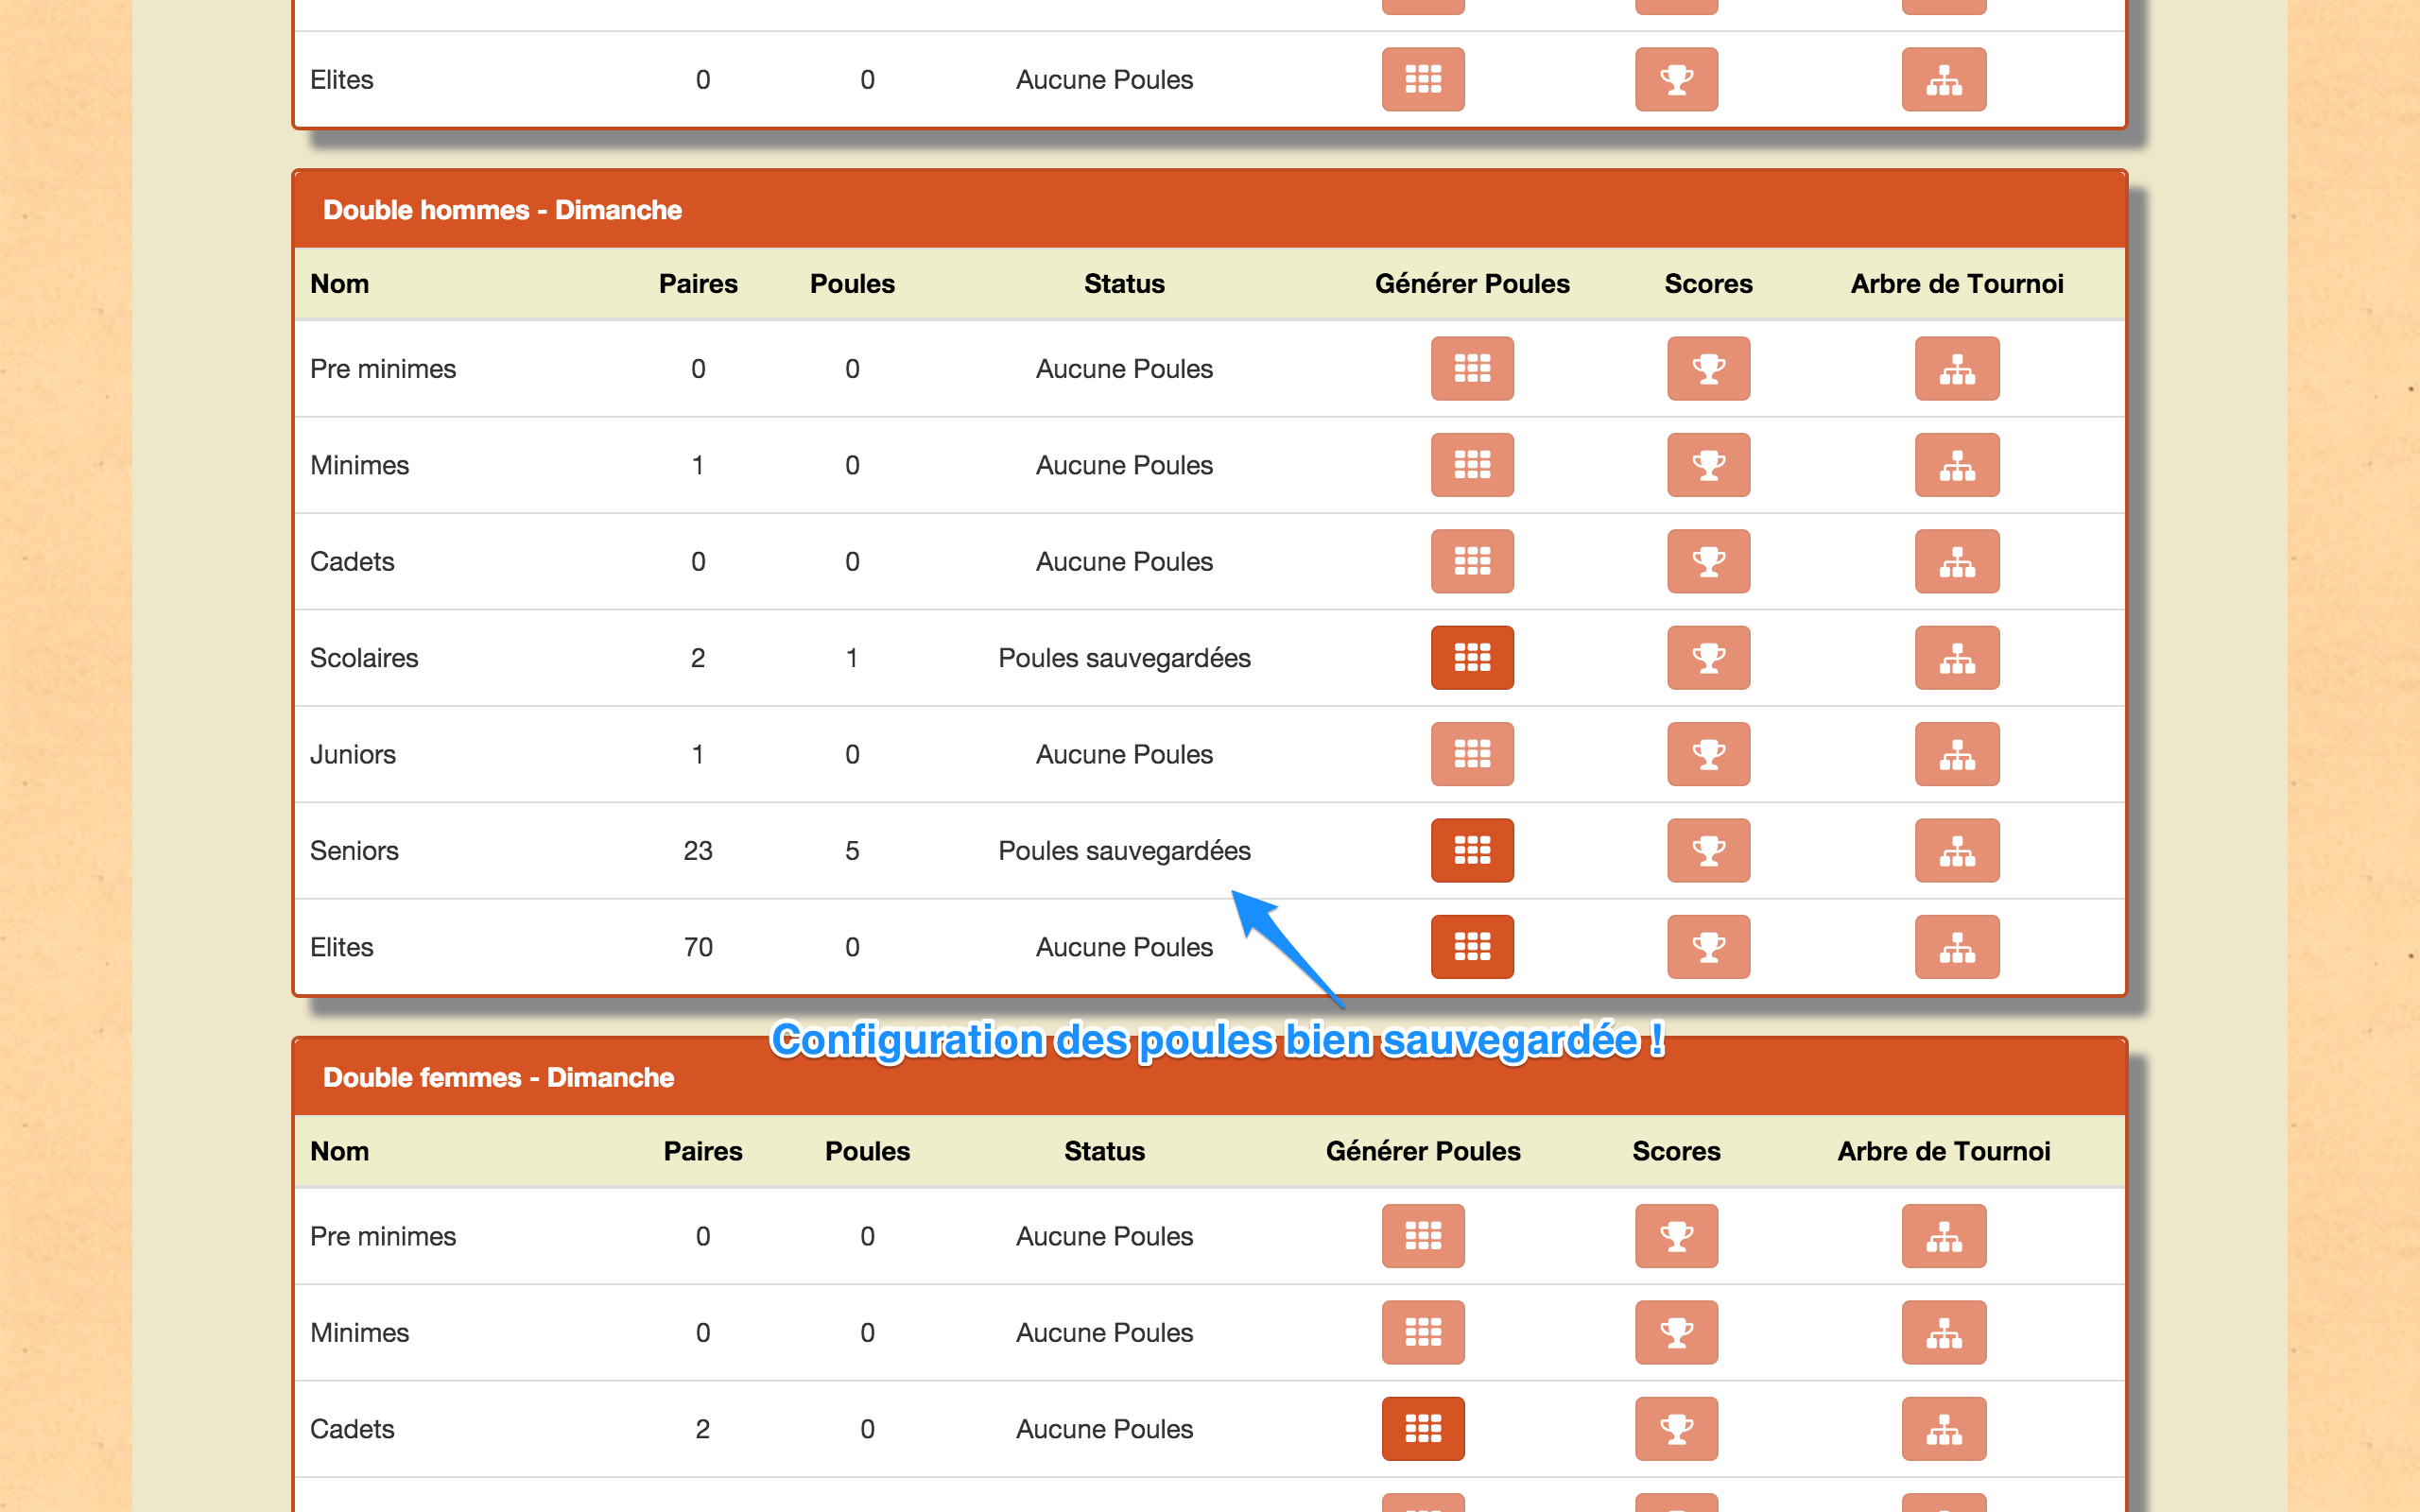 Elites 0 0 Aucune Poules
Double hommes - Dimanche
Nom Paires Poules Status Générer Poules Scores Arbre de Tournoi
Pre minimes 0 0 Aucune Poules
Minimes 1 0 Aucune Poules
Cadets 0 0 Aucune Poules
Scolaires 2 1 Poules sauvegardées
Juniors 1 0 Aucune Poules
Seniors 23 5 Poules sauvegardées
Elites 70 0 Aucune Poules
Configuration des poules bien sauvegardée !
Double femmes - Dimanche
Nom Paires Poules Status Générer Poules Scores Arbre de Tournoi
Pre minimes 0 0 Aucune Poules
Minimes 0 0 Aucune Poules
Cadets 2 0 Aucune Poules